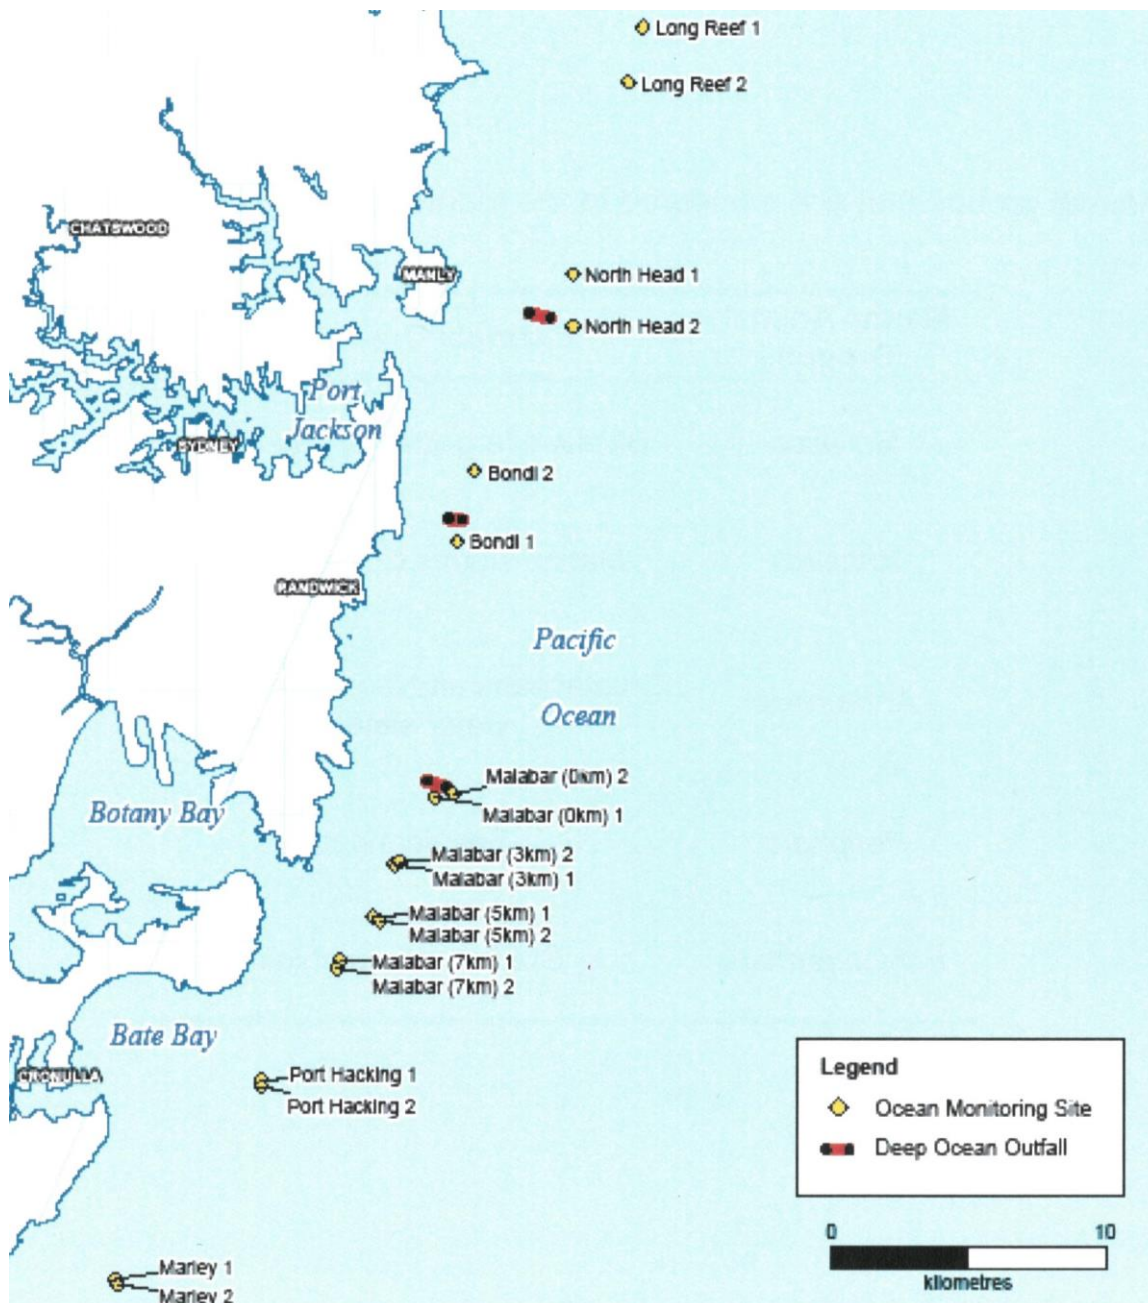 Long Reef 1
Long Reef 2
CHATSWOOD
MANLY
North Head 1
North Head 2
Port
Jackson
SYDNEY
Bondi 2
Bondi 1
RANDWICK
Pacific
Ocean
Malabar (0km) 2
Malabar (0km) 1
Botany Bay
Malabar (3km) 2
Malabar (3km) 1
Malabar (5km) 1
Malabar (5km) 2
Malabar (7km) 1
Malabar (7km) 2
Bate Bay
CRONULLA
Port Hacking 1
Port Hacking 2
Legend
Ocean Monitoring Site
Deep Ocean Outfall
0 10
kilometres
Marley 1
Marley 2